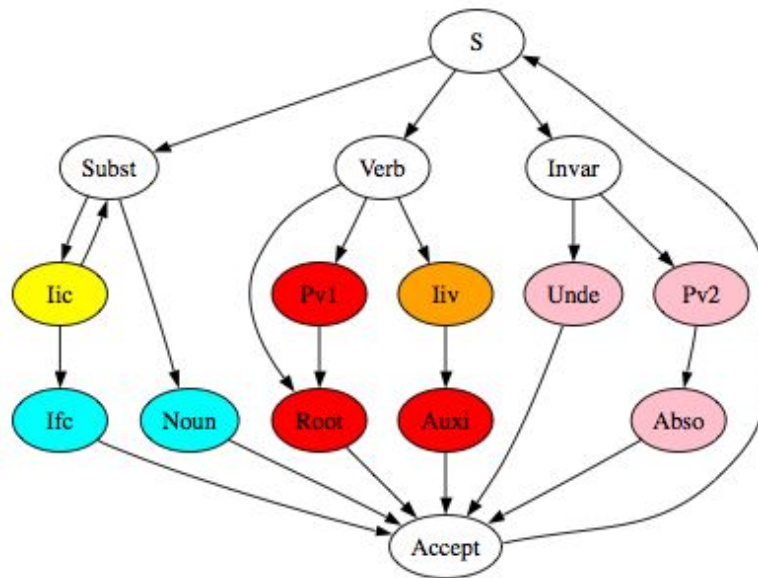 S
Subst Verb Invar
Iic Pv1 Iiv Unde Pv2
Ifc Noun Root Auxi Abso
Accept